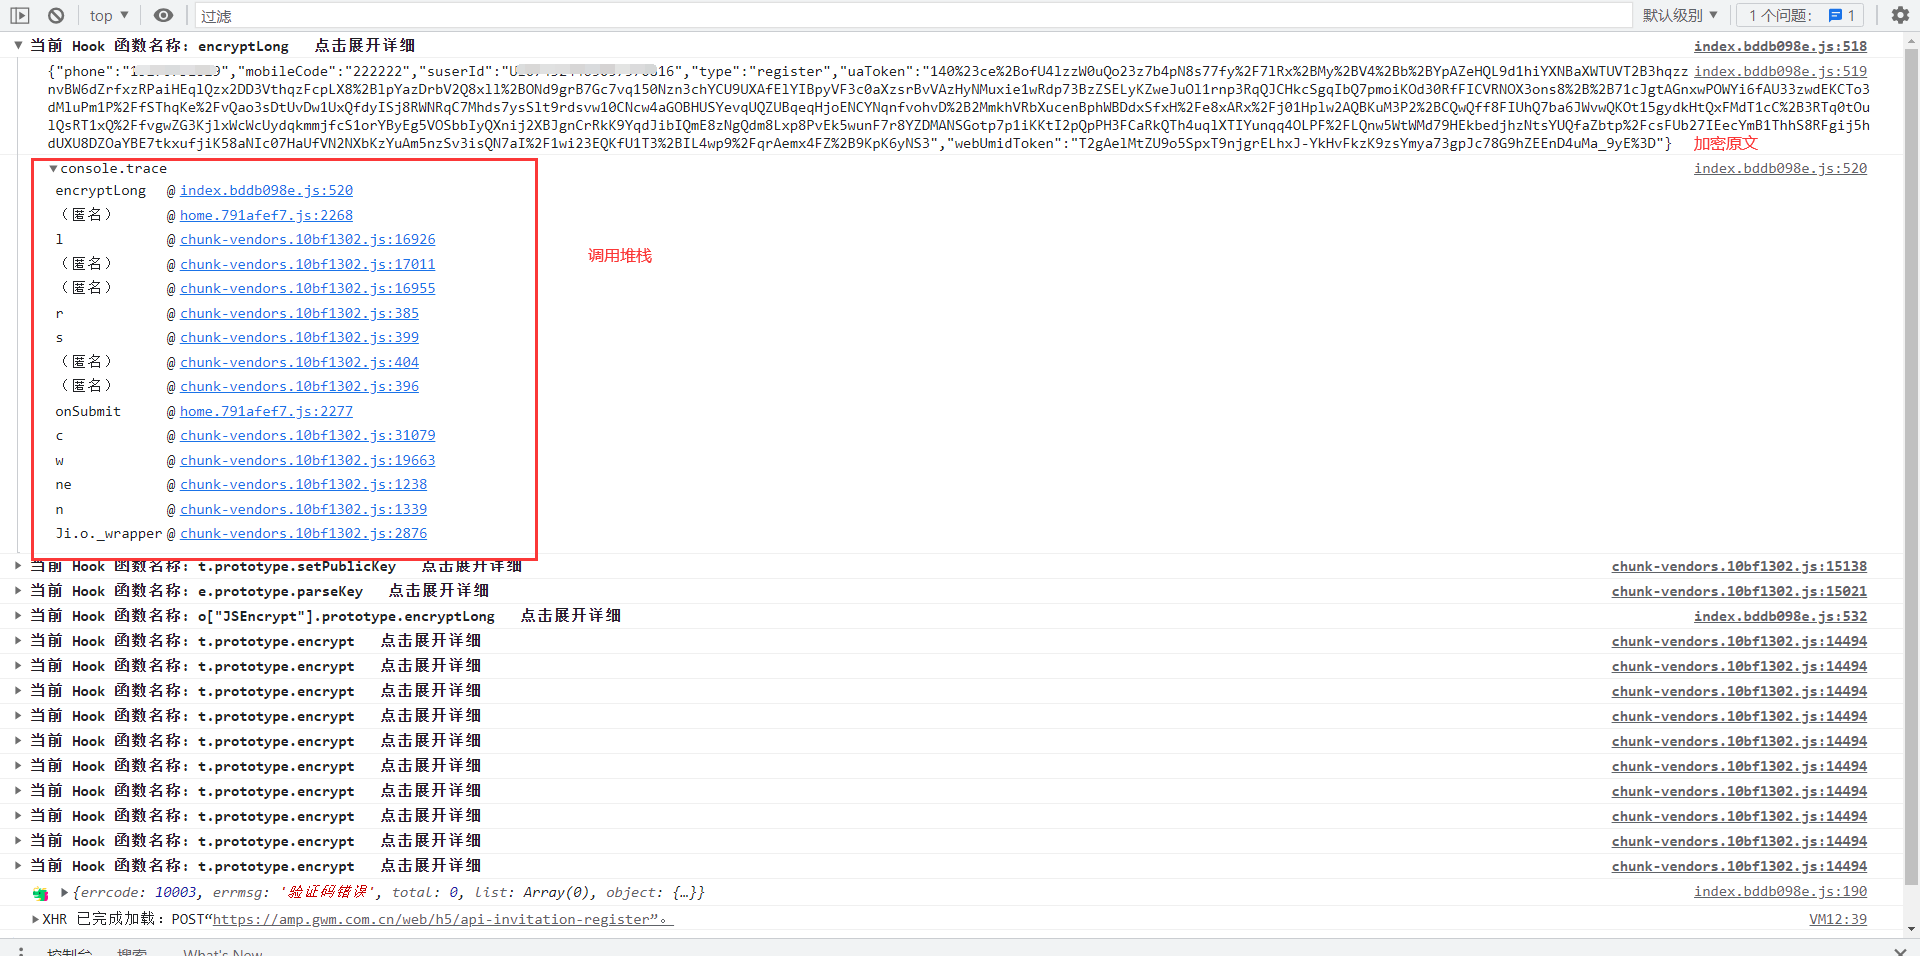 top ▼ 过滤 默认级别 ▼ 1 个问题: 1
▼ 当前 Hook 函数名称: encryptLong 点击展开详细 index.bddb098e.js:518
{"phone":" ","mobileCode":"222222","suserId":" 16","type":"register","uaToken":"140%23ce%2BofU4lzzW0uQo23z7b4pN8s77fy%2F7lRx%2BMy%2BV4%2Bb%2BYpAZeHQL9d1hiYXNBaXWTUVT2B3hqzz index.bddb098e.js:519
nvBW6dZrfxzRPaiHEqlQzx2DD3VthqzFcpLX8%2BlpYazDrbV2Q8xll%2BONd9grB7Gc7vq150Nzn3chYCU9UXAfElYIBpyVF3c0aXzsrBvVAzHyNMuxie1wRdp73BzZSELyKZweJuOl1rnp3RqQJCHkcSgqIbQ7pmoiKOd30RfFICVRNOX3ons8%2B%2B71cJgtAGnxwPOWYi6fAU33zwdEKCTo3
dMluPm1P%2FfSThqKe%2FvQao3sDtUvDw1UxQfdyISj8RWNRqC7Mhds7ysSlt9rdsvw10CNcw4aGOBHUSYevqUQZUBqeqHjoENCYNqnfvohvD%2B2MmkhVRbXucenBphWBDdxSfxH%2Fe8xARx%2Fj01Hplw2AQBKuM3P2%2BCQwQff8FIUhQ7ba6JWvwQKOt15gydkHtQxFMdT1cC%2B3RTq0tOu
lQsRT1xQ%2FfvgwZG3KjlxWcWcUydqkmmjfcS1orYByEg5VOSbbIyQXnij2XBJgnCrRkK9YqdJibIQmE8zNgQdm8Lxp8PvEk5wunF7r8YZDMANSGotp7p1iKKtI2pQpPH3FCaRkQTh4uqlXTIYunqq4OLPF%2FLQnw5WtWMd79HEkbedjhzNtsYUQfaZbtp%2FcsFUb27IEecYmB1ThhS8RFgij5h
dUXU8DZOaYBE7tkxufjiK58aNIc07HaUfVN2NXbKzYuAm5nzSv3isQN7aI%2F1wi23EQKfU1T3%2BIL4wp9%2FqrAemx4FZ%2B9KpK6yNS3","webUmidToken":"T2gAelMtZU9o5SpxT9njgrELhxJ-YkHvFkzK9zsYmya73gpJc78G9hZEEnD4uMa_9yE%3D"} 加密原文
▼console.trace index.bddb098e.js:520
encryptLong @ index.bddb098e.js:520
（匿名） @ home.791afef7.js:2268
l @ chunk-vendors.10bf1302.js:16926
（匿名） @ chunk-vendors.10bf1302.js:17011
调用堆栈
（匿名） @ chunk-vendors.10bf1302.js:16955
r @ chunk-vendors.10bf1302.js:385
s @ chunk-vendors.10bf1302.js:399
（匿名） @ chunk-vendors.10bf1302.js:404
（匿名） @ chunk-vendors.10bf1302.js:396
onSubmit @ home.791afef7.js:2277
c @ chunk-vendors.10bf1302.js:31079
w @ chunk-vendors.10bf1302.js:19663
ne @ chunk-vendors.10bf1302.js:1238
n @ chunk-vendors.10bf1302.js:1339
Ji.o._wrapper @ chunk-vendors.10bf1302.js:2876
▶ 当前 Hook 函数名称: t.prototype.setPublicKey 点击展开详细 chunk-vendors.10bf1302.js:15138
▶ 当前 Hook 函数名称: e.prototype.parseKey 点击展开详细 chunk-vendors.10bf1302.js:15021
▶ 当前 Hook 函数名称: o["JSEncrypt"].prototype.encryptLong 点击展开详细 index.bddb098e.js:532
▶ 当前 Hook 函数名称: t.prototype.encrypt 点击展开详细 chunk-vendors.10bf1302.js:14494
▶ 当前 Hook 函数名称: t.prototype.encrypt 点击展开详细 chunk-vendors.10bf1302.js:14494
▶ 当前 Hook 函数名称: t.prototype.encrypt 点击展开详细 chunk-vendors.10bf1302.js:14494
▶ 当前 Hook 函数名称: t.prototype.encrypt 点击展开详细 chunk-vendors.10bf1302.js:14494
▶ 当前 Hook 函数名称: t.prototype.encrypt 点击展开详细 chunk-vendors.10bf1302.js:14494
▶ 当前 Hook 函数名称: t.prototype.encrypt 点击展开详细 chunk-vendors.10bf1302.js:14494
▶ 当前 Hook 函数名称: t.prototype.encrypt 点击展开详细 chunk-vendors.10bf1302.js:14494
▶ 当前 Hook 函数名称: t.prototype.encrypt 点击展开详细 chunk-vendors.10bf1302.js:14494
▶ 当前 Hook 函数名称: t.prototype.encrypt 点击展开详细 chunk-vendors.10bf1302.js:14494
▶ 当前 Hook 函数名称: t.prototype.encrypt 点击展开详细 chunk-vendors.10bf1302.js:14494
▶ {errcode: 10003, errmsg: '验证码错误', total: 0, list: Array(0), object: {…}} index.bddb098e.js:190
▶XHR 已完成加载：POST“https://amp.gwm.com.cn/web/h5/api-invitation-register”。 VM12:39
控制台 搜索 What's New